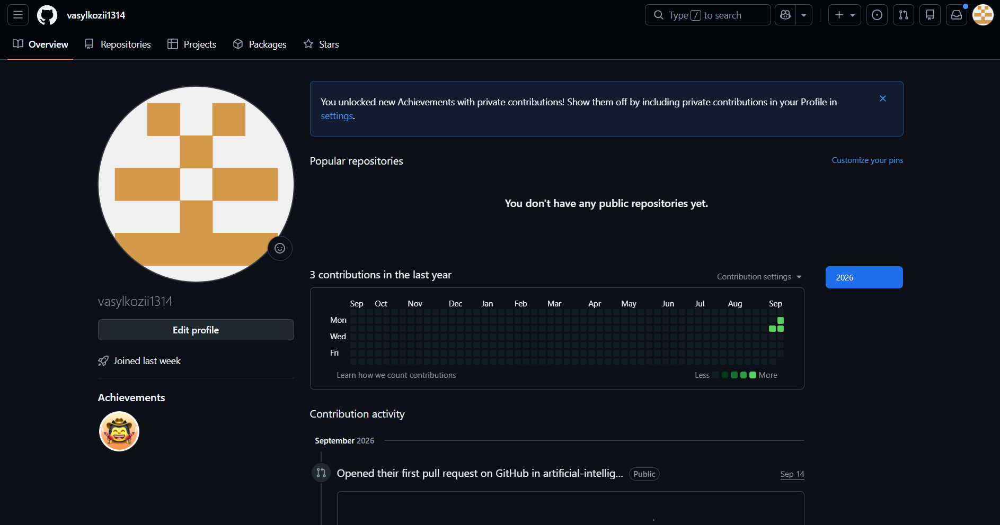 vasylkozii1314
Type / to search
Overview
Repositories
Projects
Packages
Stars
You unlocked new Achievements with private contributions! Show them off by including private contributions in your Profile in
settings.
Popular repositories
Customize your pins
You don't have any public repositories yet.
3 contributions in the last year
Contribution settings
2026
Sep Oct Nov Dec Jan Feb Mar Apr May Jun Jul Aug Sep
Mon
Wed
Fri
Learn how we count contributions
Less
More
vasylkozii1314
Edit profile
Joined last week
Achievements
Contribution activity
September 2026
Opened their first pull request on GitHub in artificial-intellig...
Public
Sep 14